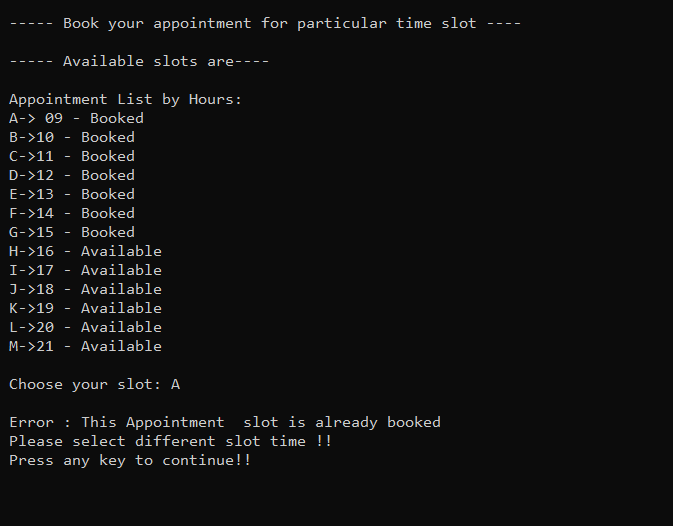 ----- Book your appointment for particular time slot ----
----- Available slots are----
Appointment List by Hours:
A-> 09 - Booked
B->10 - Booked
C->11 - Booked
D->12 - Booked
E->13 - Booked
F->14 - Booked
G->15 - Booked
H->16 - Available
I->17 - Available
J->18 - Available
K->19 - Available
L->20 - Available
M->21 - Available
Choose your slot: A
Error : This Appointment  slot is already booked
Please select different slot time !!
Press any key to continue!!